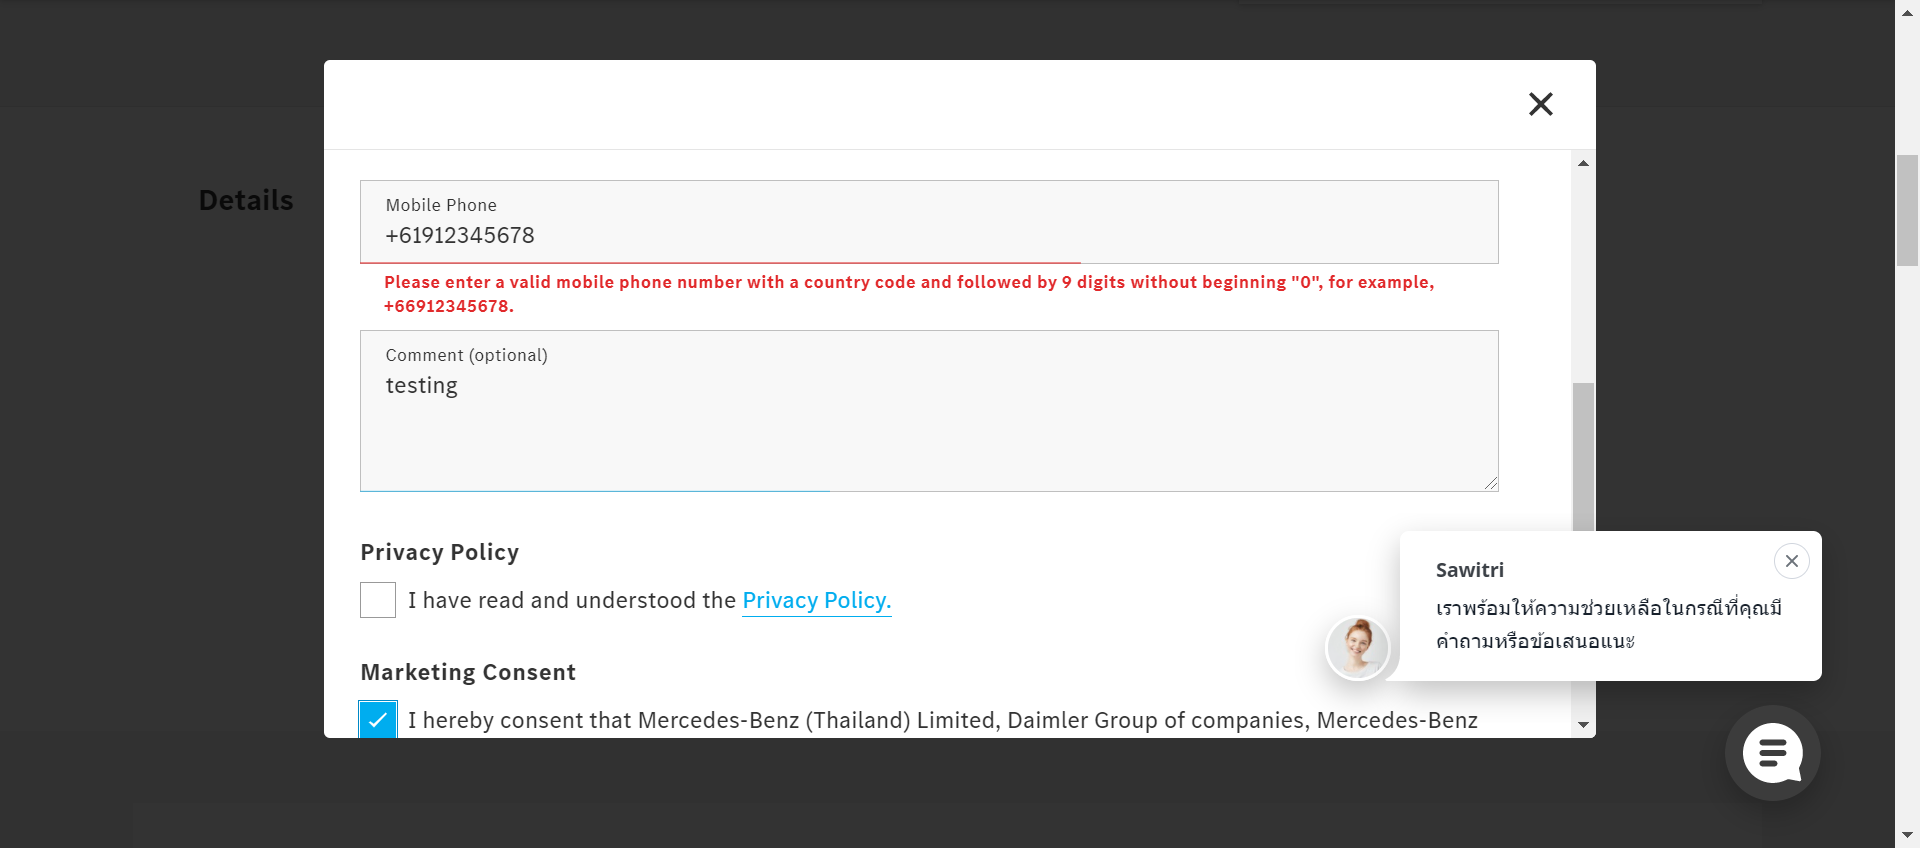 Details
Mobile Phone
+61912345678
Please enter a valid mobile phone number with a country code and followed by 9 digits without beginning "0", for example,
+66912345678.
Comment (optional)
testing
Privacy Policy
I have read and understood the Privacy Policy.
Marketing Consent
I hereby consent that Mercedes-Benz (Thailand) Limited, Daimler Group of companies, Mercedes-Benz
Sawitri
เราพร้อมให้ความช่วยเหลือในกรณีที่คุณมี
คำถามหรือข้อเสนอแนะ